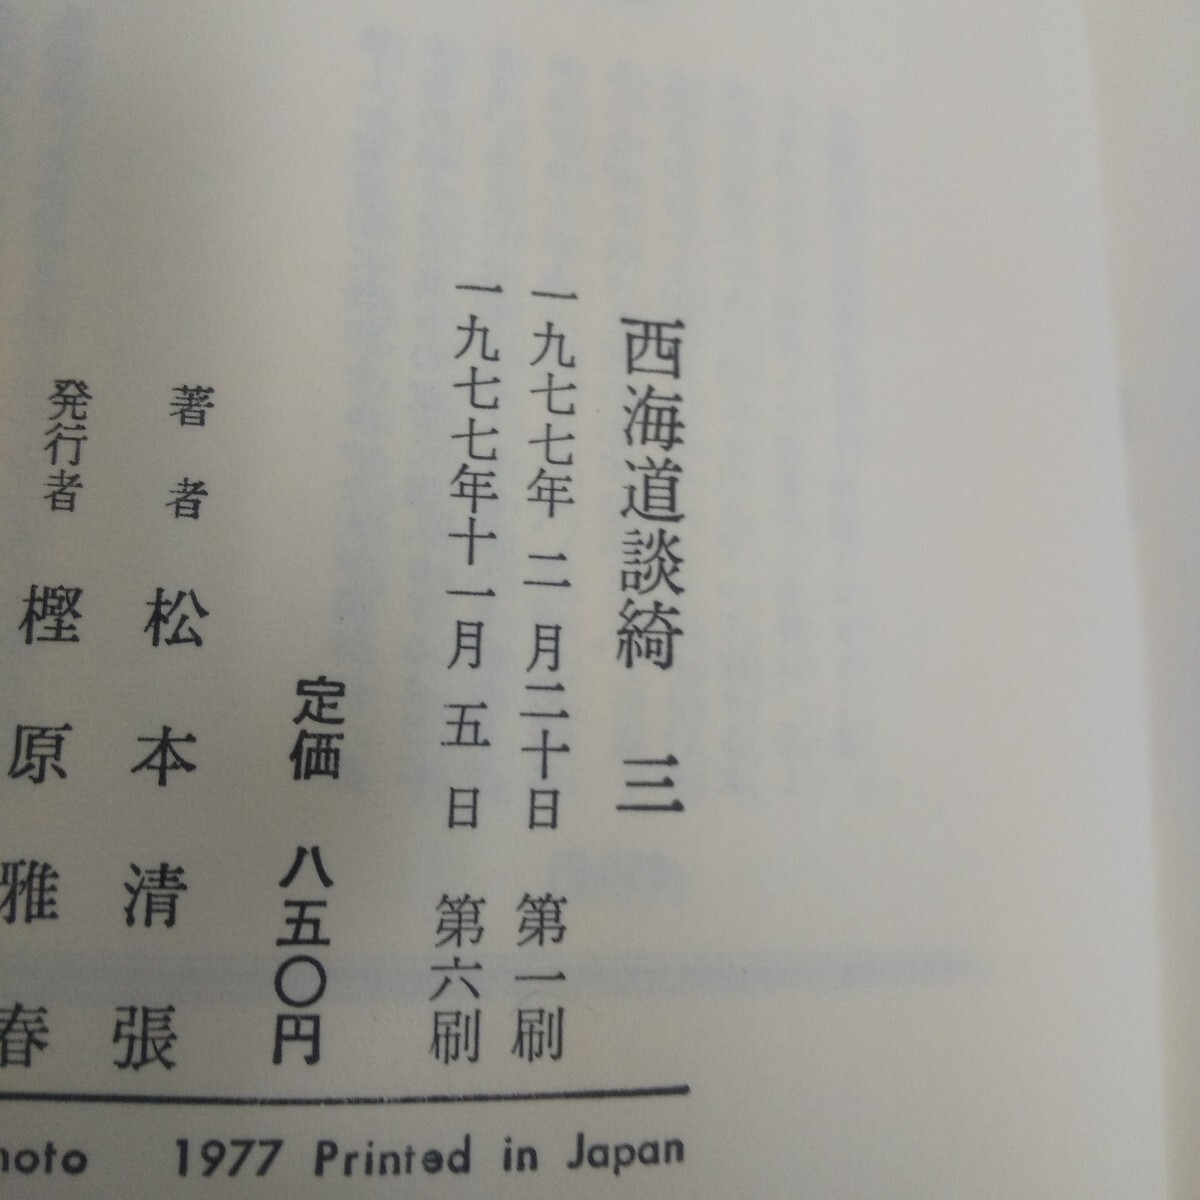 西海道談綺 三
一九七七年 二 月二十日 第一刷
一九七七年十一月 五 日 第六刷
定価 八五〇円
著 者 松 本 清 張
発行者 樫 原 雅 春
moto 1977 Printed in Japan